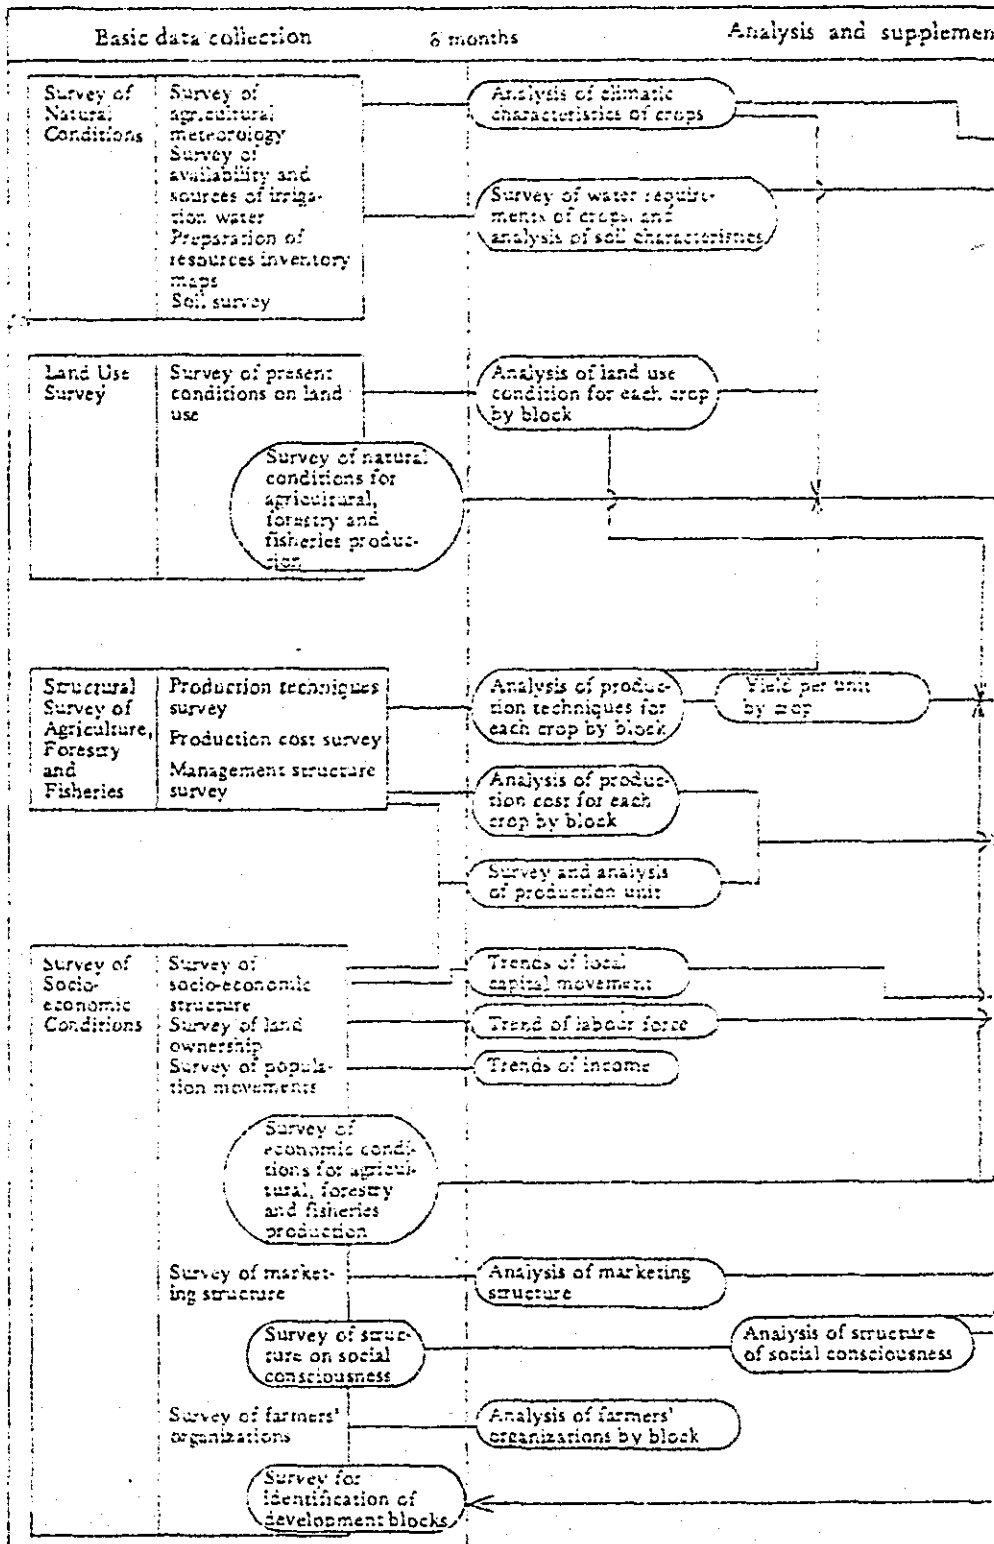 Basic data collection
6 months
Analysis and supplemen
Survey of
Natural
Conditions
Survey of
agricultural
meteorology
Survey of
availability and
sources of irriga-
tion water
Preparation of
resources inventory
maps
Soil survey
Analysis of climatic
characteristics of crops
Survey of water require-
ments of crops, and
analysis of soil characteristics
Land Use
Survey
Survey of present
conditions on land
use
Analysis of land use
condition for each crop
by block
Survey of natural
conditions for
agricultural,
forestry and
fisheries produc-
tion
Structural
Survey of
Agriculture,
Forestry
and
Fisheries
Production techniques
survey
Production cost survey
Management structure
survey
Analysis of produc-
tion techniques for
each crop by block
Yield per unit
by crop
Analysis of produc-
tion cost for each
crop by block
Survey and analysis
of production unit
Survey of
Socio-
economic
Conditions
Survey of
socio-economic
structure
Survey of land
ownership
Survey of popula-
tion movements
Trends of local
capital movement
Trend of labour force
Trends of income
Survey of
economic condi-
tions for agricul-
tural, forestry
and fisheries
production
Survey of market-
ing structure
Analysis of marketing
structure
Survey of struc-
ture on social
consciousness
Analysis of structure
of social consciousness
Survey of farmers'
organizations
Analysis of farmers'
organizations by block
Survey for
identification of
development blocks